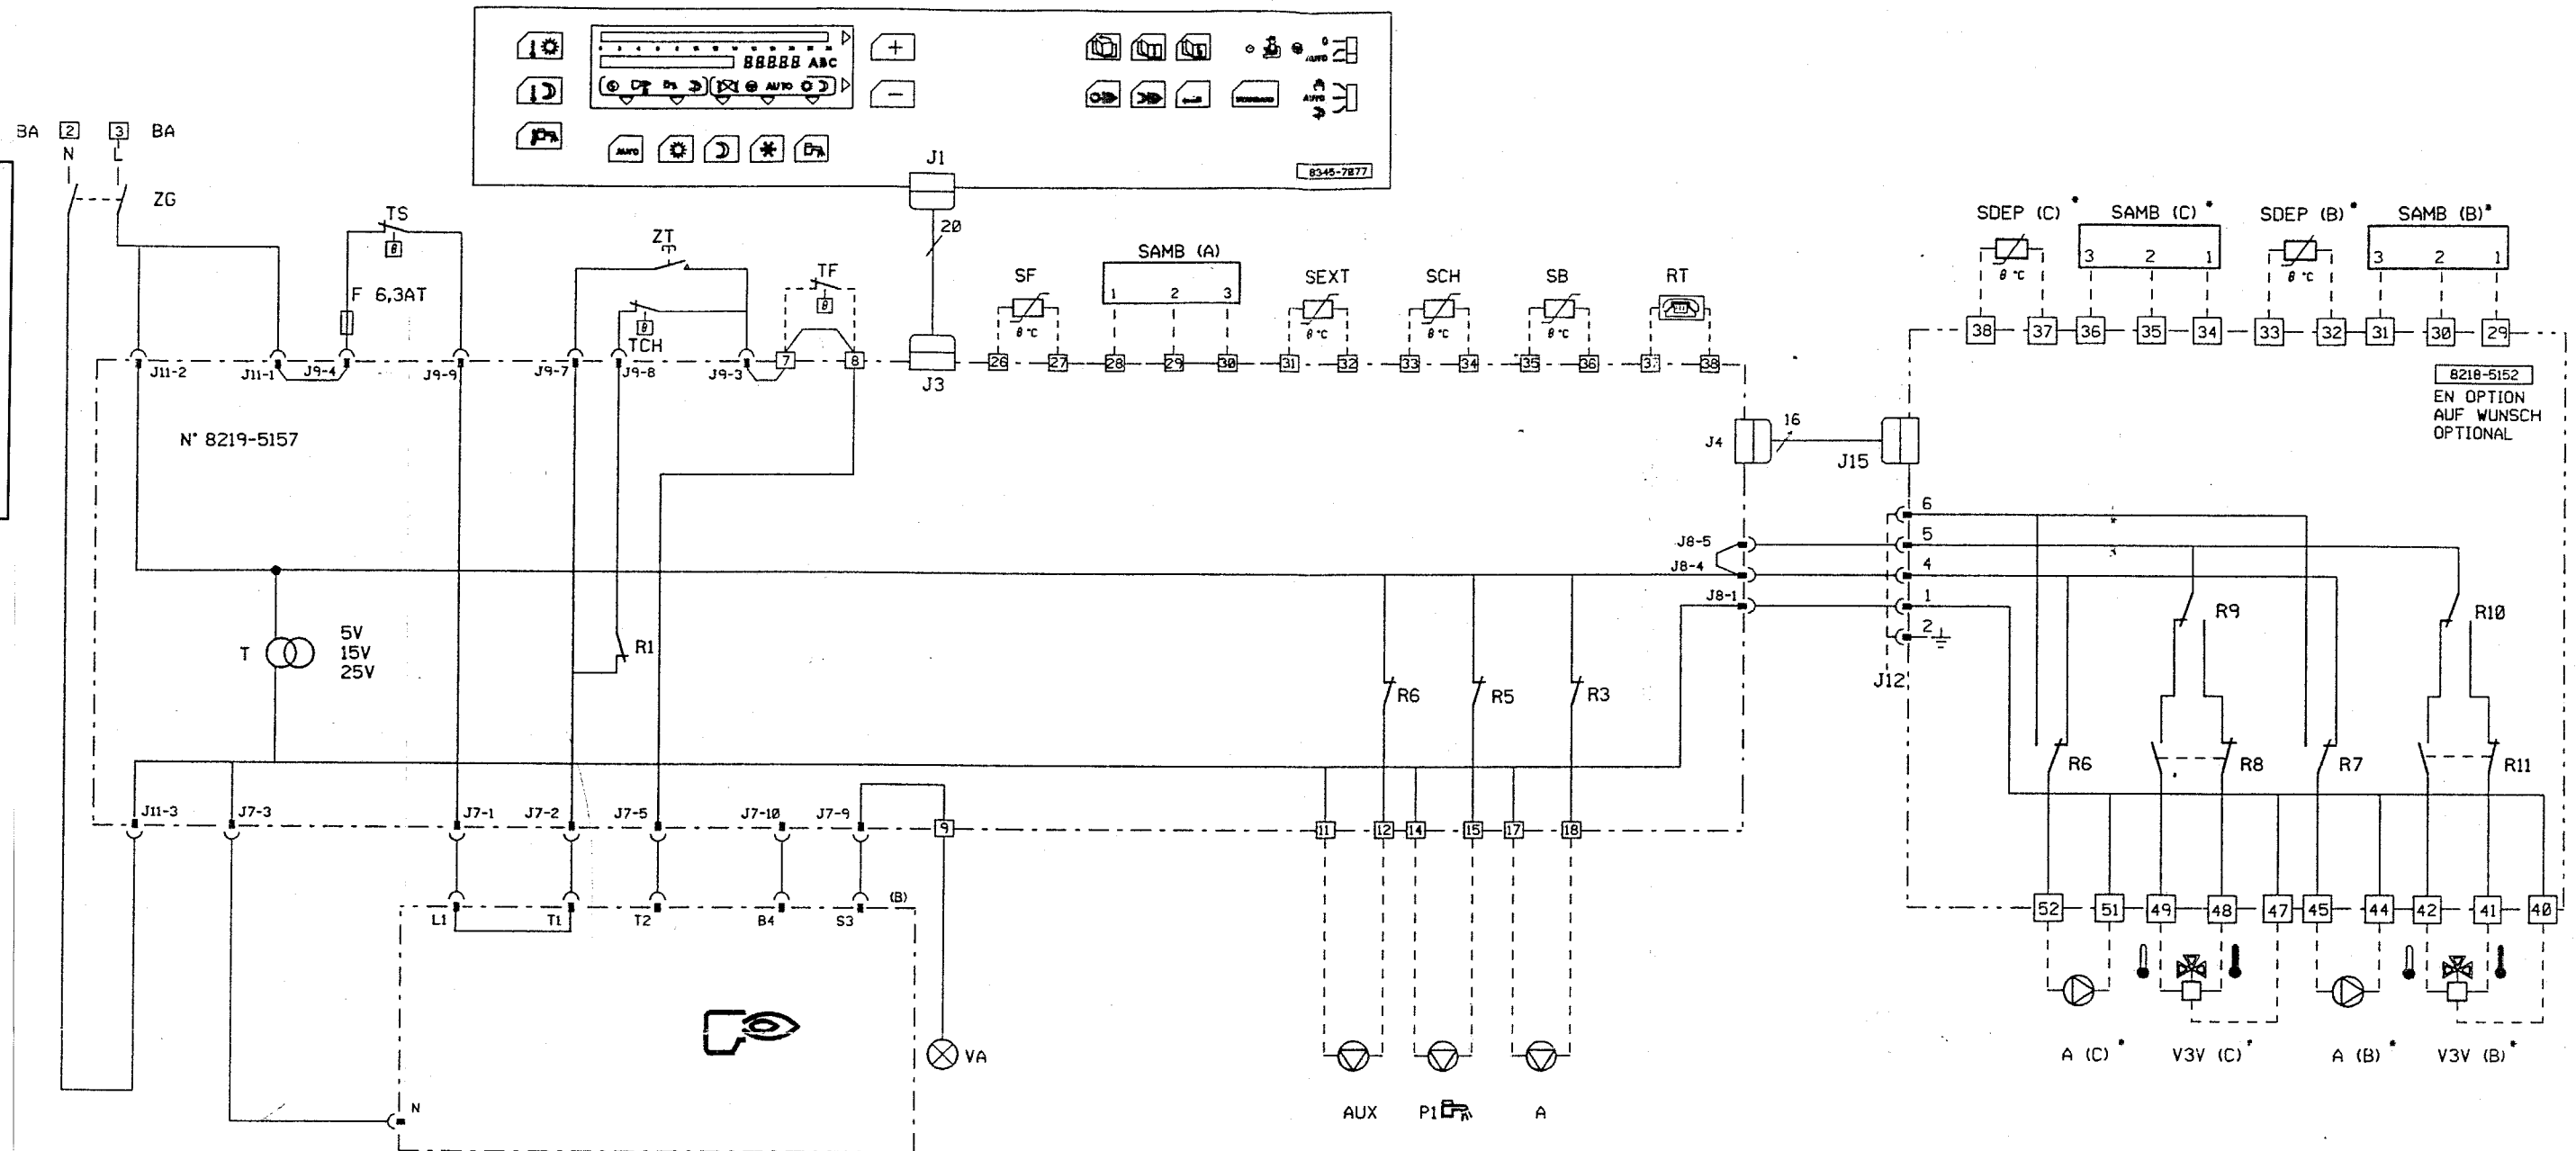 88888 ABC
AUTO
+
−
AUTO
STANDARD
0
AUTO
AUTO
8345-7077
J1
20
J3
BA 2 3 BA
N L
ZG
TS
F 6,3AT
ZT
TCH
TF
7 8
J11-2 J11-1 J9-4 J9-9 J9-7 J9-8 J9-3
N° 8219-5157
SF
θ °C
26 27
SAMB (A)
1 2 3
28 29 30
SEXT
θ °C
31 32
SCH
θ °C
33 34
SB
θ °C
35 36
RT
37 38
SDEP (C) *
θ °C
SAMB (C) *
3 2 1
SDEP (B) *
θ °C
SAMB (B) *
3 2 1
38 37 36 35 34 33 32 31 30 29
8218-5152
EN OPTION
AUF WUNSCH
OPTIONAL
J4
16
J15
J8-5
J8-4
J8-1
6
5
4
1
2
J12
T
5V
15V
25V
R1
R6
R5
R3
R9
R10
R6
R8
R7
R11
J11-3 J7-3 J7-1 J7-2 J7-5 J7-10 J7-9
9 11 12 14 15 17 18
L1 T1 T2 B4 S3 (B)
52 51 49 48 47 45 44 42 41 40
VA
N
AUX P1 A
A (C) *
V3V (C) *
A (B) *
V3V (B) *